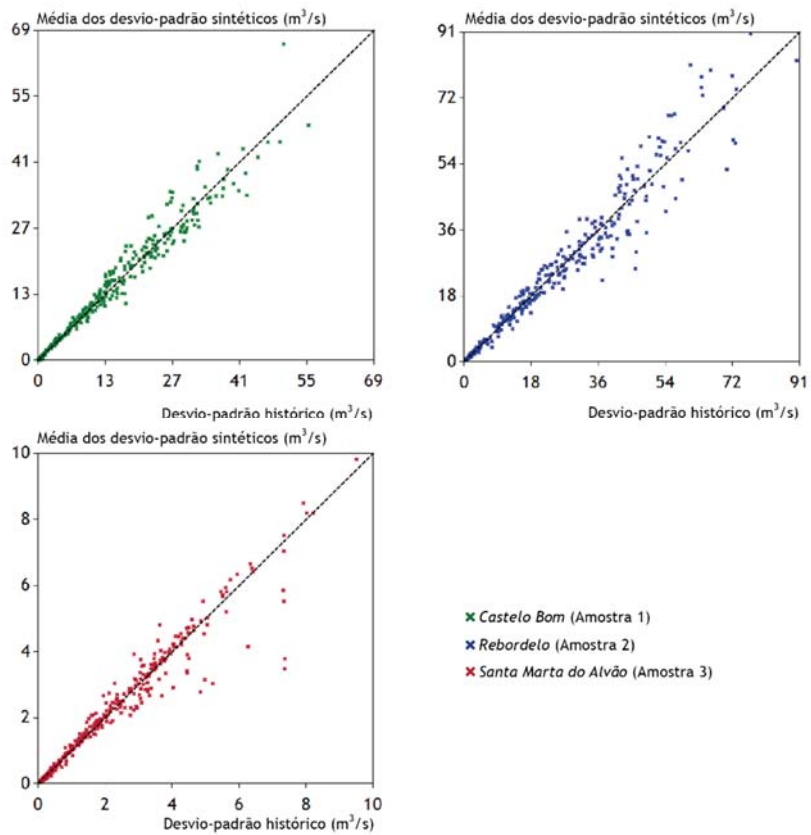 Média dos desvio-padrão sintéticos (m³/s)
69
55
41
27
13
0
0 13 27 41 55 69
Desvio-padrão histórico (m³/s)
Média dos desvio-padrão sintéticos (m³/s)
91
72
54
36
18
0
0 18 36 54 72 91
Desvio-padrão histórico (m³/s)
Média dos desvio-padrão sintéticos (m³/s)
10
8
6
4
2
0
0 2 4 6 8 10
Desvio-padrão histórico (m³/s)
Castelo Bom (Amostra 1)
Rebordelo (Amostra 2)
Santa Marta do Alvão (Amostra 3)